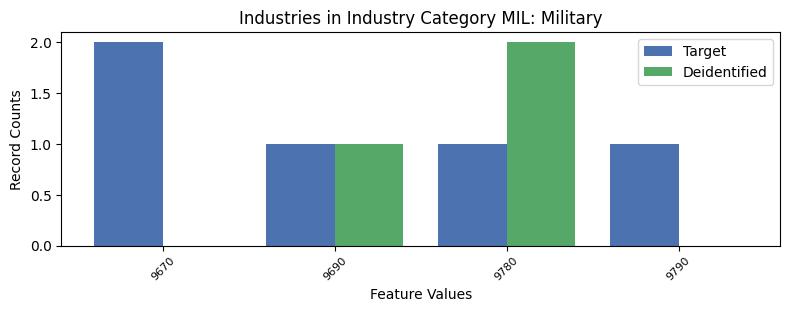 Industries in Industry Category MIL: Military
Target
Deidentified
Record Counts
2.0
1.5
1.0
0.5
0.0
9670
9690
9780
9790
Feature Values